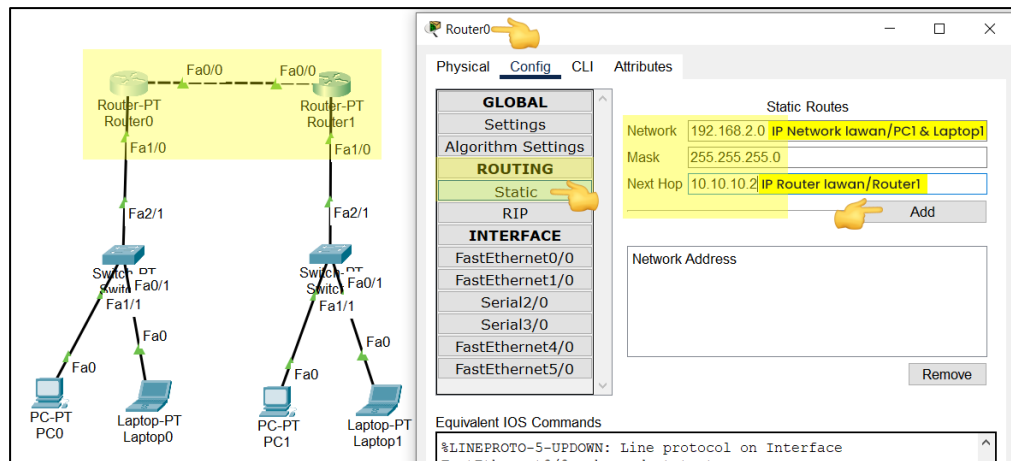 Router0
Physical Config CLI Attributes
GLOBAL
Settings
Algorithm Settings
ROUTING
Static
RIP
INTERFACE
FastEthernet0/0
FastEthernet1/0
Serial2/0
Serial3/0
FastEthernet4/0
FastEthernet5/0
Static Routes
Network 192.168.2.0 IP Network lawan/PC1 & Laptop1
Mask 255.255.255.0
Next Hop 10.10.10.2 IP Router lawan/Router1
Add
Network Address
Remove
Equivalent IOS Commands
%LINEPROTO-5-UPDOWN: Line protocol on Interface
Fa0/0 Fa0/0
Router-PT
Router0
Router-PT
Router1
Fa1/0 Fa1/0
Fa2/1 Fa2/1
Switch-PT
Fa0/1
Fa1/1
Switch-PT
Fa0/1
Fa1/1
Fa0 Fa0
Fa0 Fa0
PC-PT
PC0
Laptop-PT
Laptop0
PC-PT
PC1
Laptop-PT
Laptop1